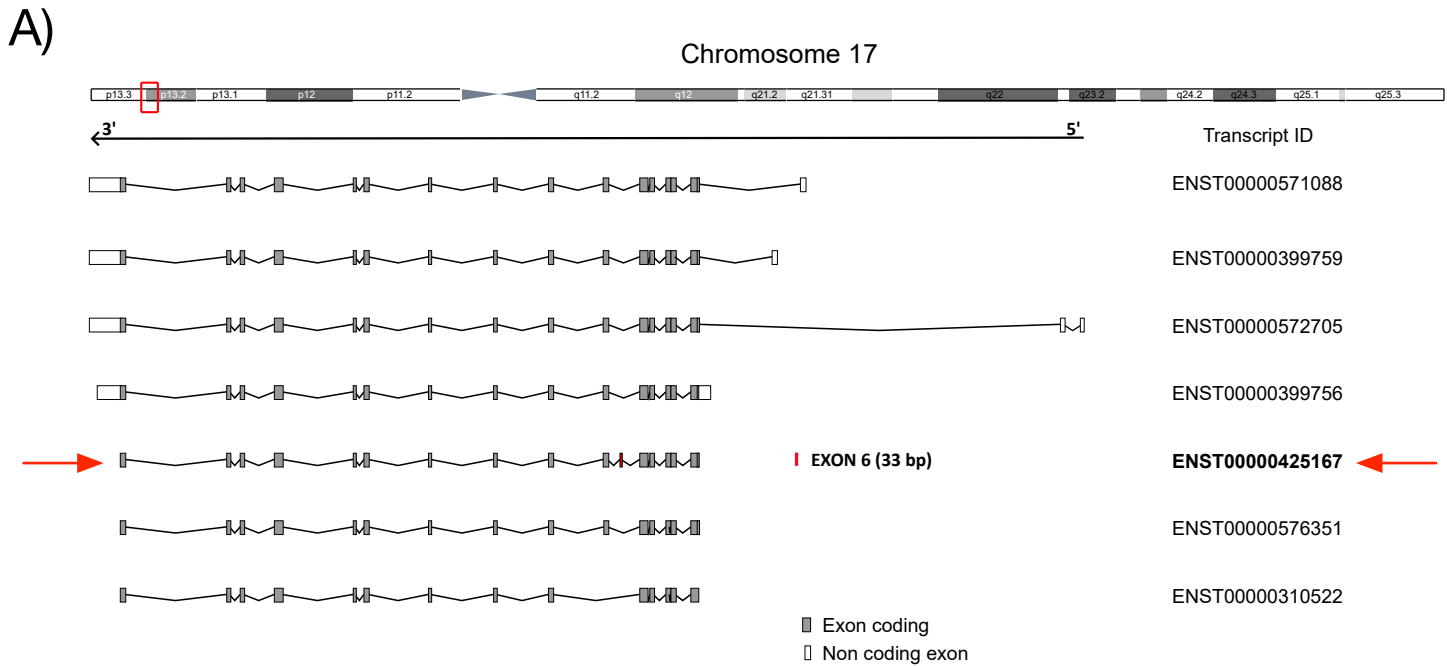 A)
Chromosome 17
p13.3 p13.2 p13.1 p12 p11.2 q11.2 q12 q21.2 q21.31 q22 q23.2 q24.2 q24.3 q25.1 q25.3
3' 5' Transcript ID
ENST00000571088
ENST00000399759
ENST00000572705
ENST00000399756
EXON 6 (33 bp) ENST00000425167
ENST00000576351
ENST00000310522
Exon coding
Non coding exon